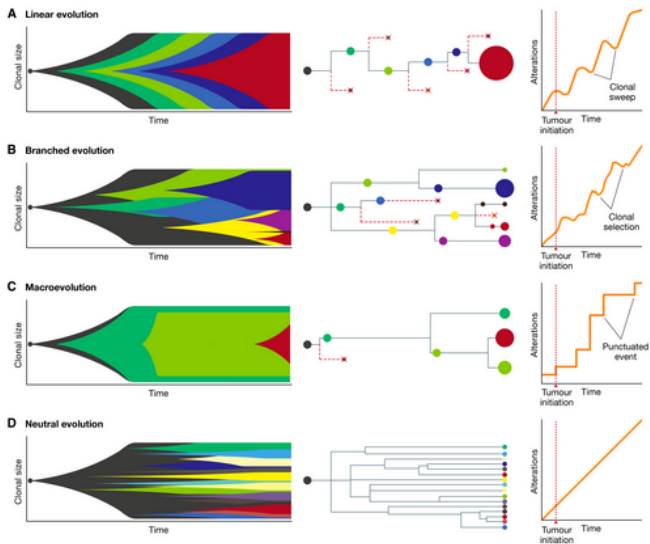 A Linear evolution
Clonal size
Time
Alterations
Clonal
sweep
Tumour
initiation
Time
B Branched evolution
Clonal size
Time
Alterations
Clonal
selection
Tumour
initiation
Time
C Macroevolution
Clonal size
Time
Alterations
Punctuated
event
Tumour
initiation
Time
D Neutral evolution
Clonal size
Time
Alterations
Tumour
initiation
Time